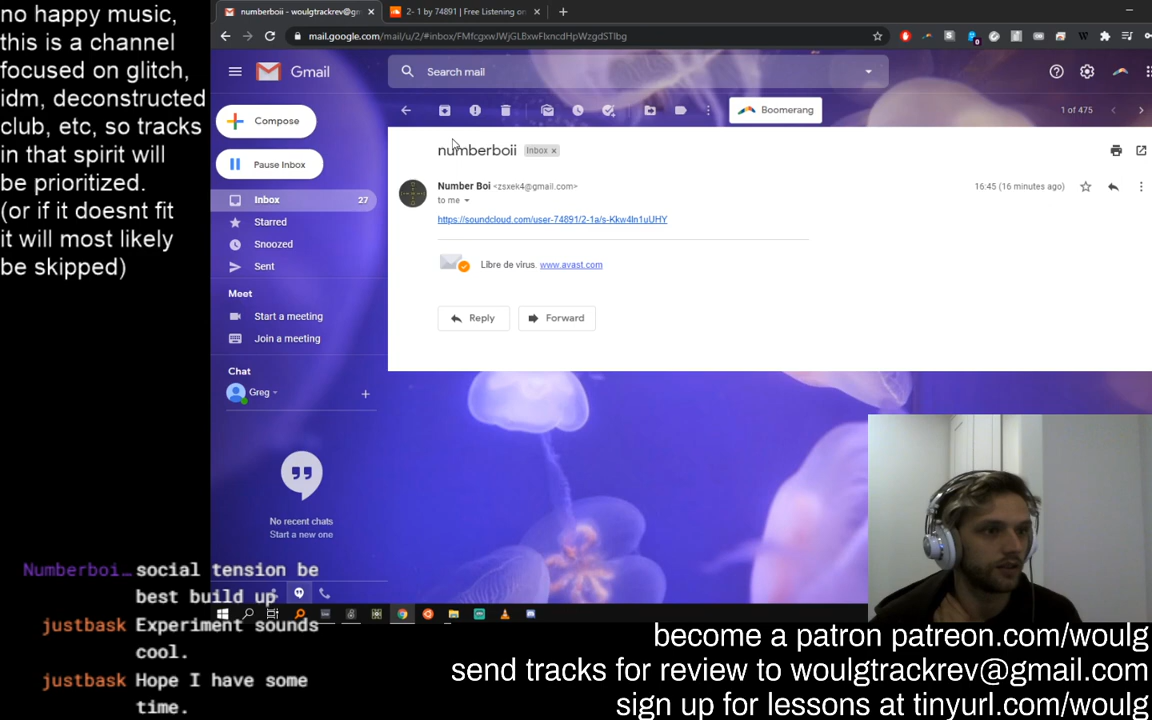 no happy music,
this is a channel
focused on glitch,
idm, deconstructed
club, etc, so tracks
in that spirit will
be prioritized.
(or if it doesnt fit
it will most likely
be skipped)
numberboii - woulgtrackrev@g
2- 1 by 74891 | Free Listening on
mail.google.com/mail/u/2/#inbox/FMfcgxwJWjGLBxwFlxncdHpWzgdSTlbg
Gmail
Search mail
Compose
Boomerang
1 of 475
Pause Inbox
numberboii
Inbox
Inbox 27
Number Boi <zsxek4@gmail.com>
16:45 (16 minutes ago)
to me
Starred
https://soundcloud.com/user-74891/2-1a/s-Kkw4In1uUHY
Snoozed
Sent
Libre de virus. www.avast.com
Meet
Start a meeting
Reply
Forward
Join a meeting
Chat
Greg
No recent chats
Start a new one
Numberboi… social tension be
best build up
justbask Experiment sounds
cool.
justbask Hope I have some
time.
become a patron patreon.com/woulg
send tracks for review to woulgtrackrev@gmail.com
sign up for lessons at tinyurl.com/woulg